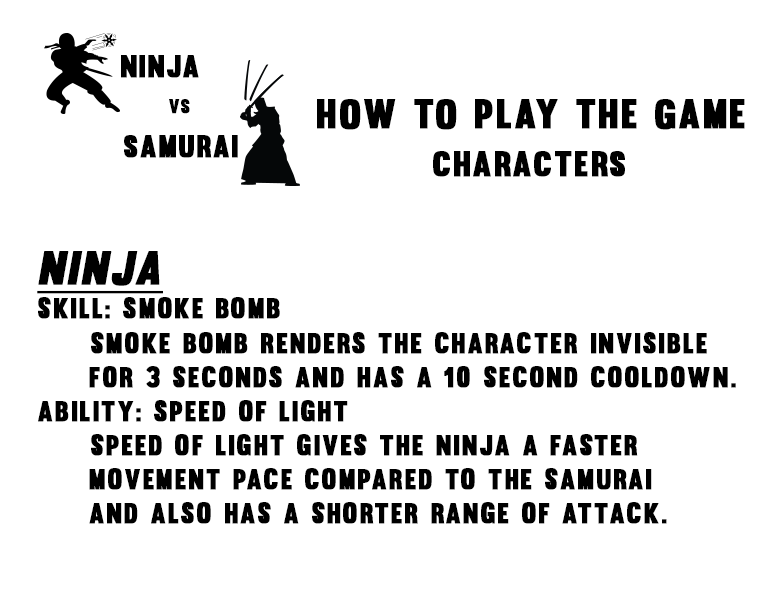 NINJA
VS
SAMURAI
HOW TO PLAY THE GAME
CHARACTERS
NINJA
SKILL: SMOKE BOMB
SMOKE BOMB RENDERS THE CHARACTER INVISIBLE
FOR 3 SECONDS AND HAS A 10 SECOND COOLDOWN.
ABILITY: SPEED OF LIGHT
SPEED OF LIGHT GIVES THE NINJA A FASTER
MOVEMENT PACE COMPARED TO THE SAMURAI
AND ALSO HAS A SHORTER RANGE OF ATTACK.